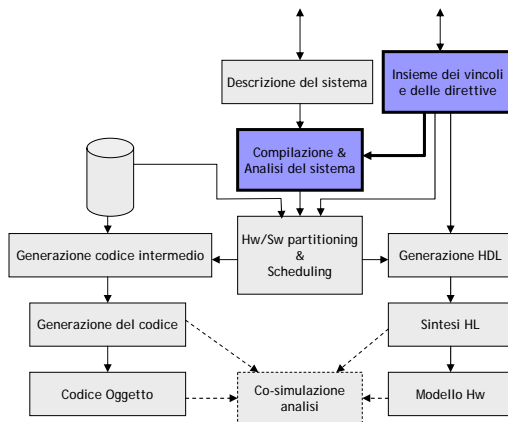 Descrizione del sistema
Insieme dei vincoli
e delle direttive
Compilazione &
Analisi del sistema
Hw/Sw partitioning
&
Scheduling
Generazione codice intermedio
Generazione HDL
Generazione del codice
Sintesi HL
Codice Oggetto
Co-simulazione
analisi
Modello Hw